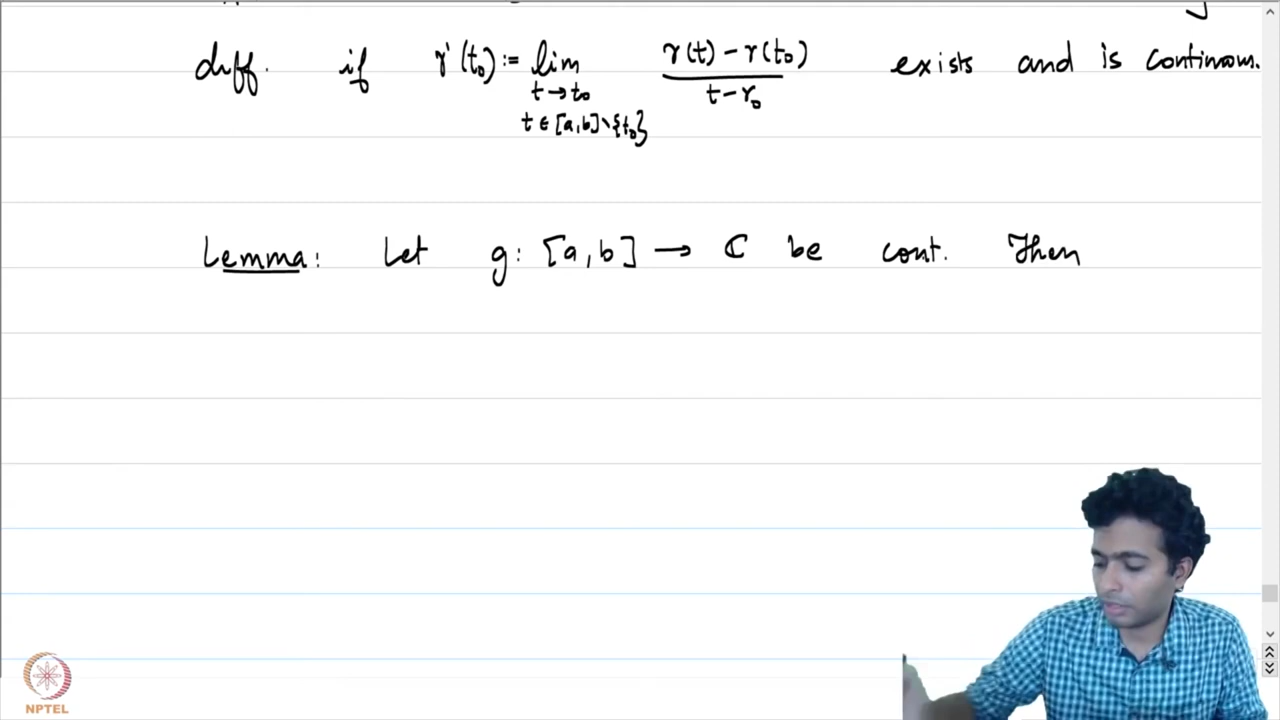 diff. if γ'(t₀) := lim γ(t) − γ(t₀) exists and is continuous.
t → t₀ t − γ₀
t ∈ [a,b]∖{t₀}
Lemma: Let g: [a,b] → ℂ be cont. Then
NPTEL